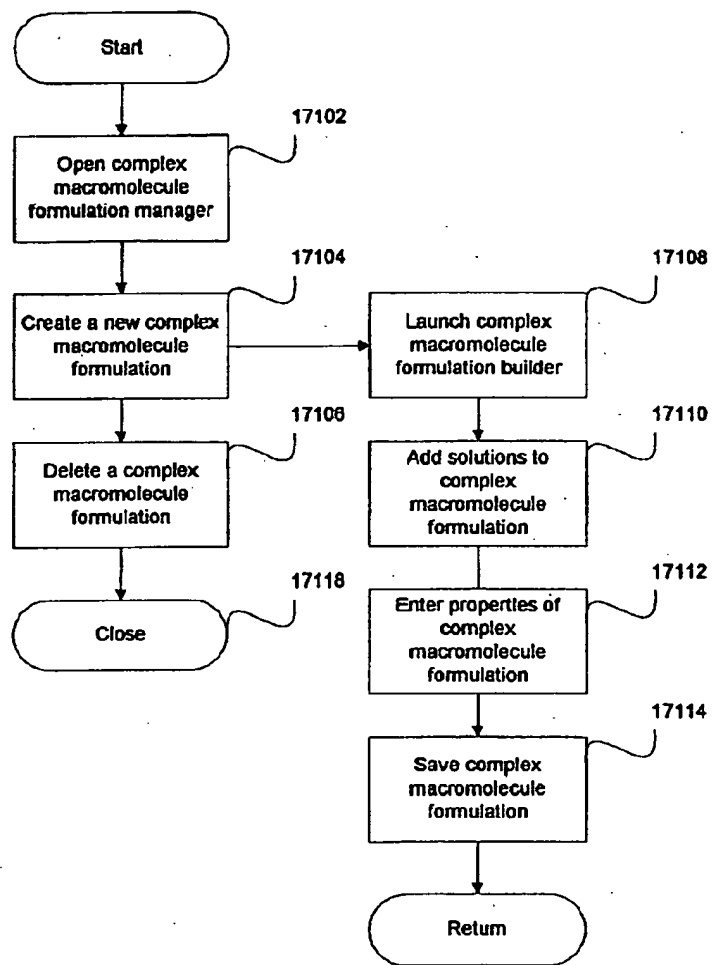 Start
17102
Open complex
macromolecule
formulation manager
17104
Create a new complex
macromolecule
formulation
17108
Launch complex
macromolecule
formulation builder
17106
Delete a complex
macromolecule
formulation
17110
Add solutions to
complex
macromolecule
formulation
17118
Close
17112
Enter properties of
complex
macromolecule
formulation
17114
Save complex
macromolecule
formulation
Return